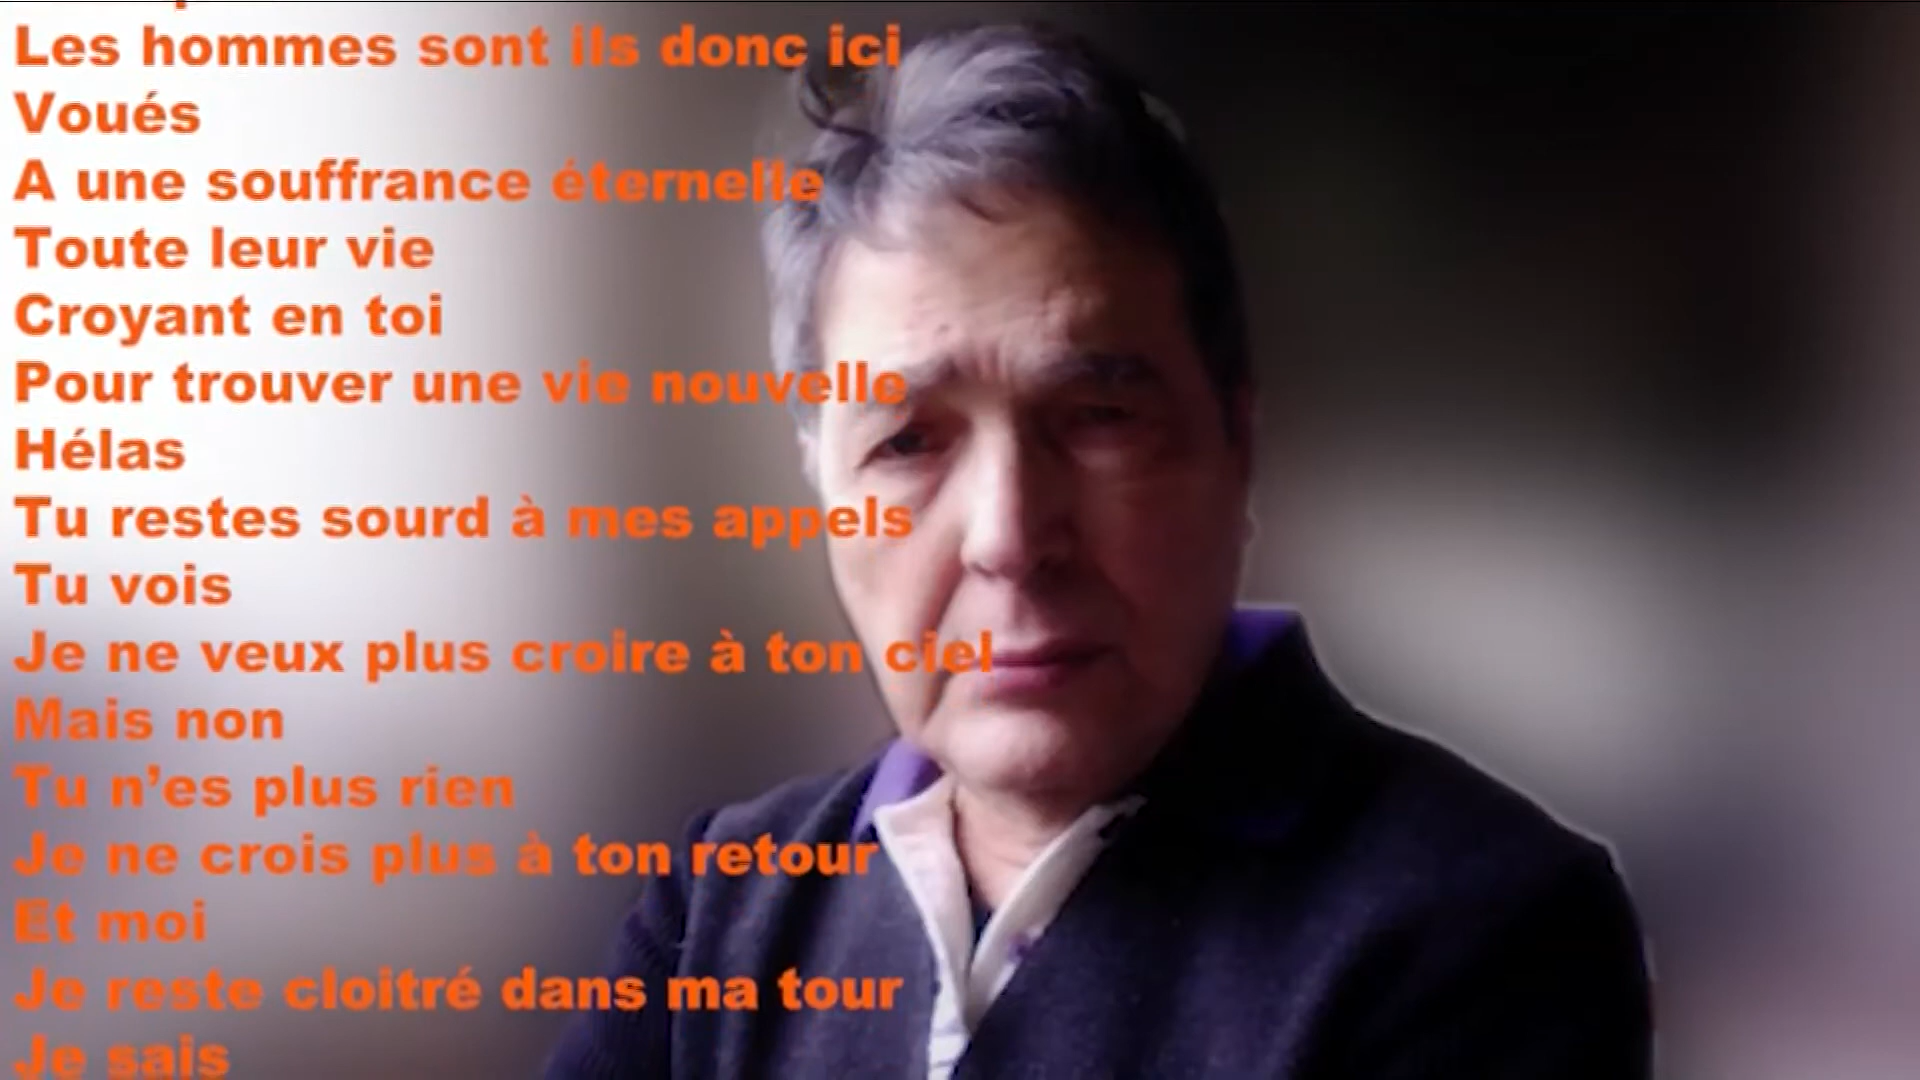 Les hommes sont ils donc ici
Voués
A une souffrance éternelle
Toute leur vie
Croyant en toi
Pour trouver une vie nouvelle
Hélas
Tu restes sourd à mes appels
Tu vois
Je ne veux plus croire à ton ciel
Mais non
Tu n’es plus rien
Je ne crois plus à ton retour
Et moi
Je reste cloitré dans ma tour
Je sais